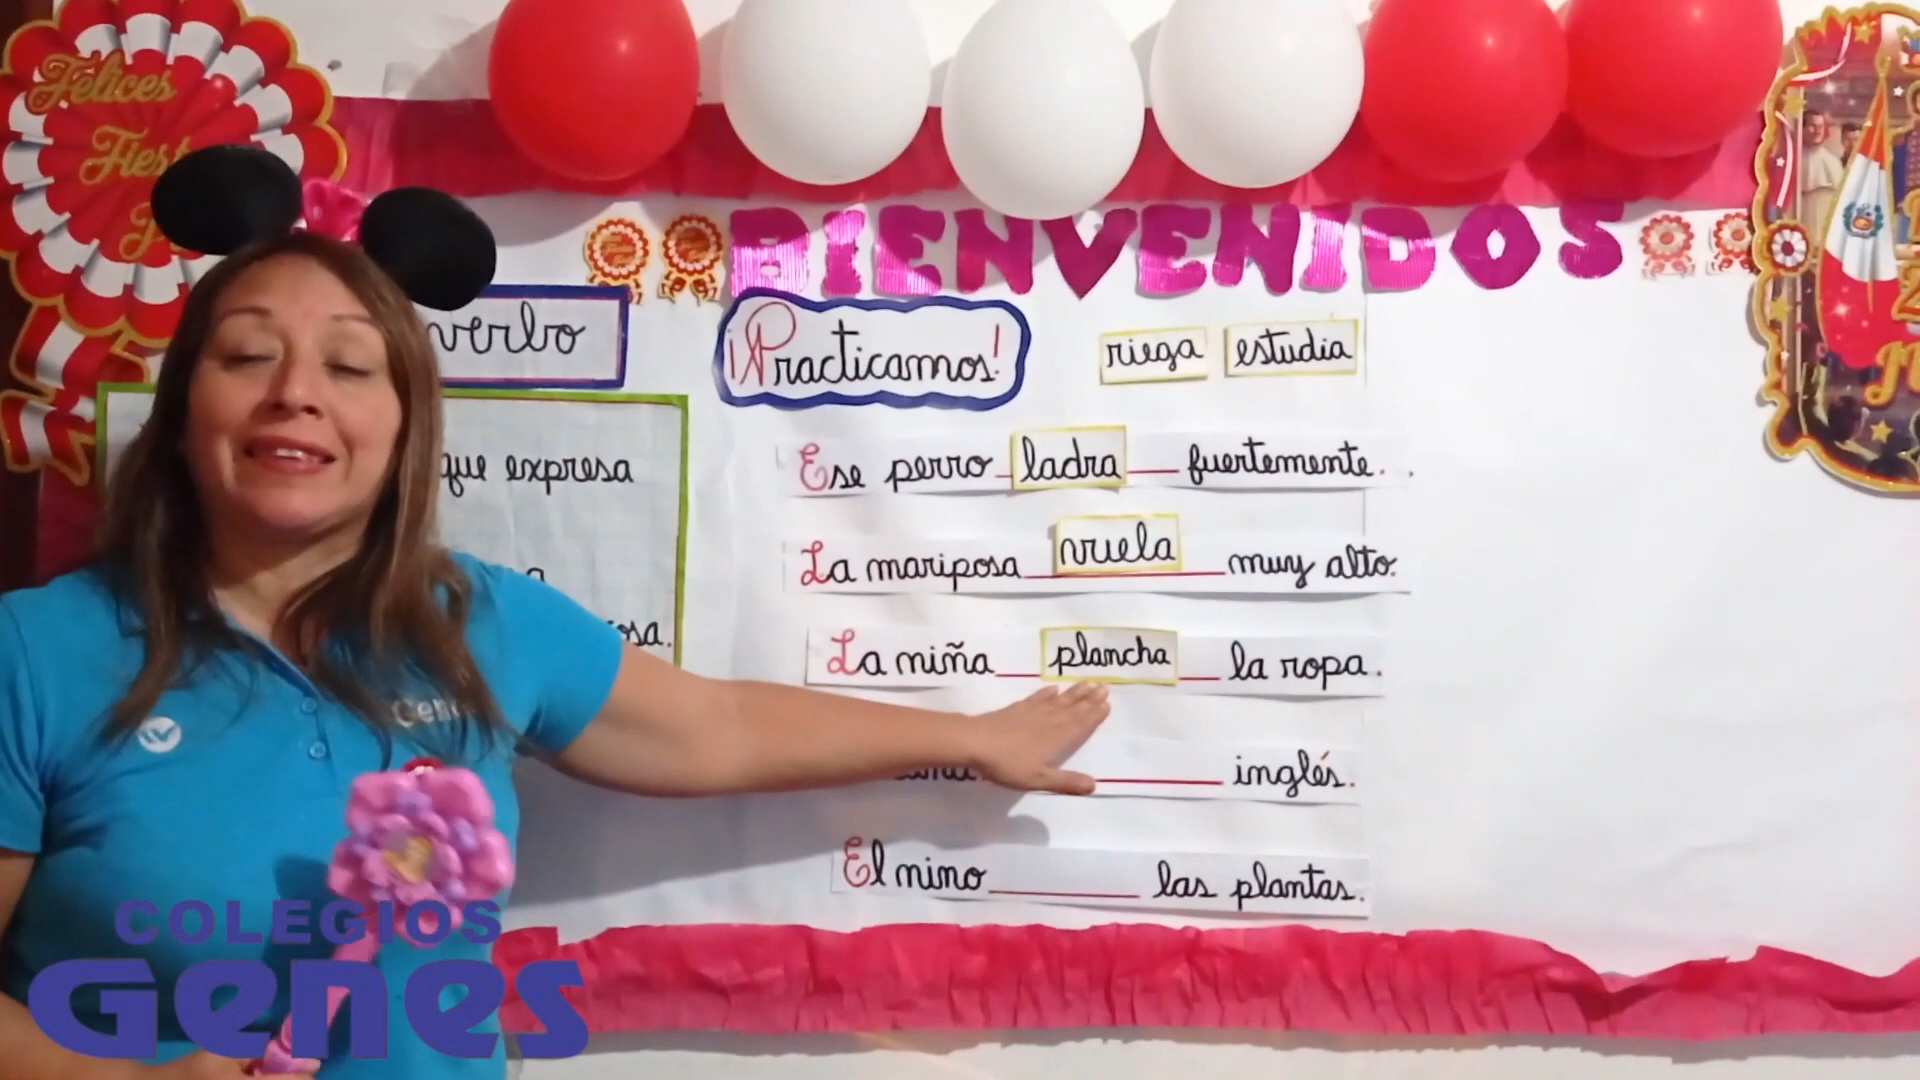 Felices
BIENVENIDOS
verbo
¡Practicamos!
riega
estudia
que expresa
Ese perro ladra fuertemente.
La mariposa vuela muy alto.
La niña plancha la ropa.
inglés.
El nino las plantas.
COLEGIOS
Genes